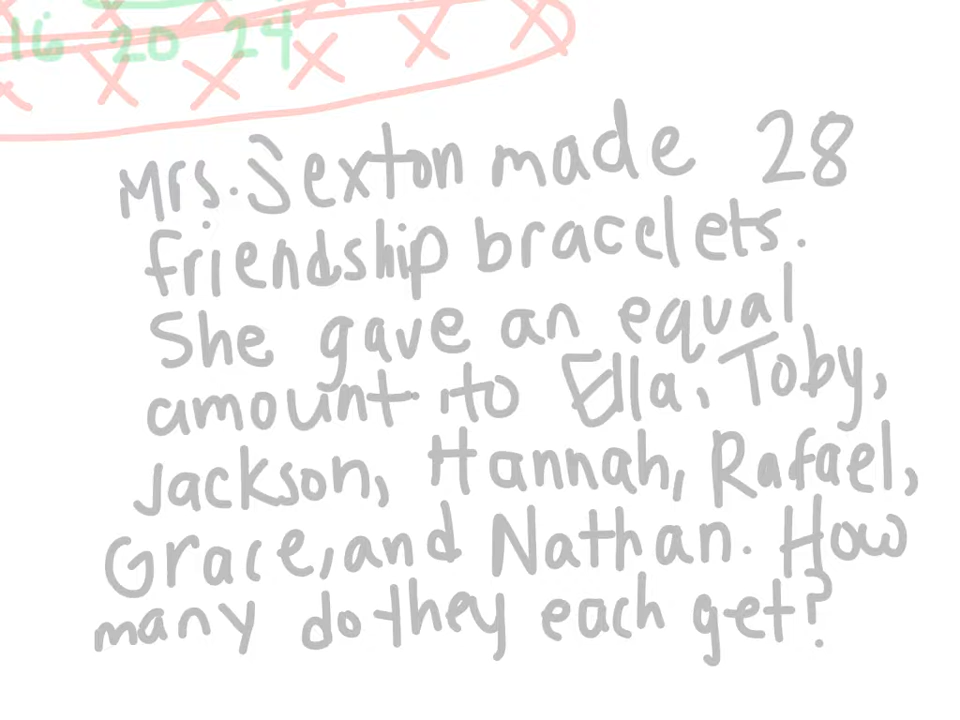 16 20 24
Mrs. Sexton made 28
friendship bracelets.
She gave an equal
amount to Ella, Toby,
Jackson, Hannah, Rafael,
Grace, and Nathan. How
many do they each get?